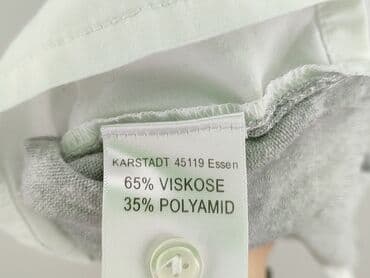 KARSTADT 45119 Essen
65% VISKOSE
35% POLYAMID